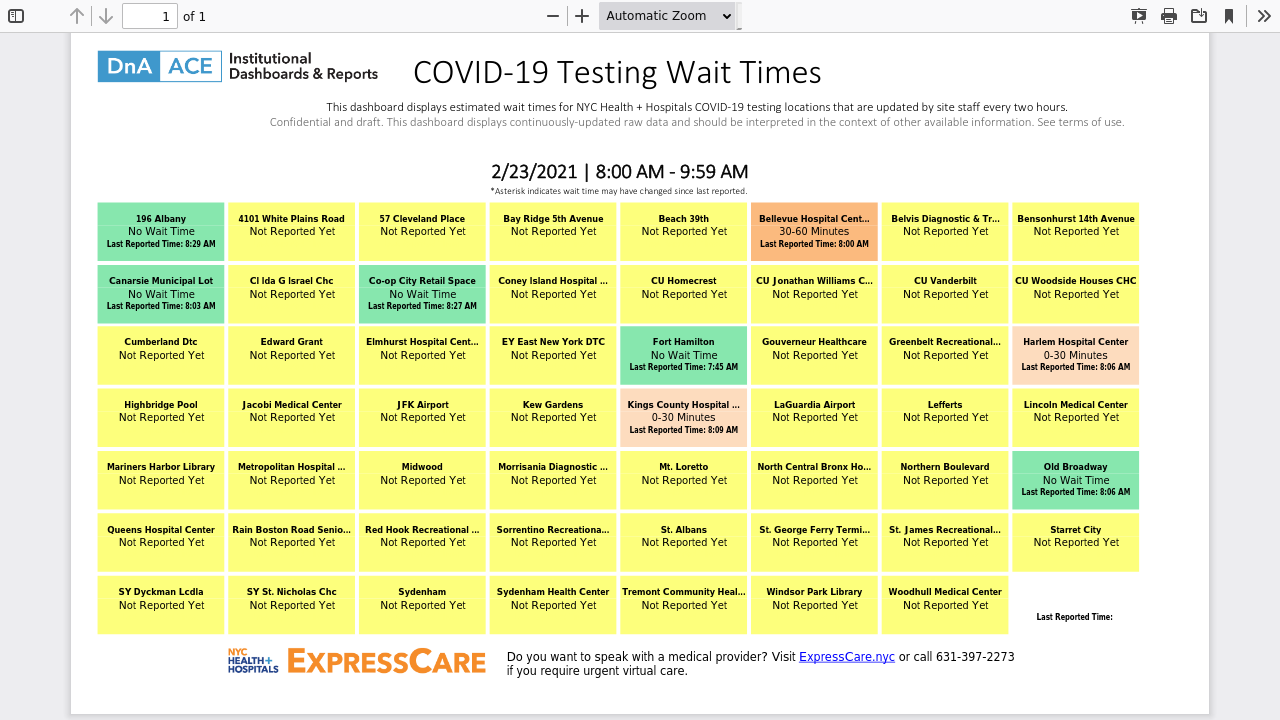 1 of 1
Automatic Zoom
DnA ACE Institutional Dashboards & Reports
COVID-19 Testing Wait Times
This dashboard displays estimated wait times for NYC Health + Hospitals COVID-19 testing locations that are updated by site staff every two hours.
Confidential and draft. This dashboard displays continuously-updated raw data and should be interpreted in the context of other available information. See terms of use.
2/23/2021 | 8:00 AM - 9:59 AM
*Asterisk indicates wait time may have changed since last reported.
196 Albany
No Wait Time
Last Reported Time: 8:29 AM
4101 White Plains Road
Not Reported Yet
57 Cleveland Place
Not Reported Yet
Bay Ridge 5th Avenue
Not Reported Yet
Beach 39th
Not Reported Yet
Bellevue Hospital Cent...
30-60 Minutes
Last Reported Time: 8:00 AM
Belvis Diagnostic & Tr...
Not Reported Yet
Bensonhurst 14th Avenue
Not Reported Yet
Canarsie Municipal Lot
No Wait Time
Last Reported Time: 8:03 AM
CI Ida G Israel Chc
Not Reported Yet
Co-op City Retail Space
No Wait Time
Last Reported Time: 8:27 AM
Coney Island Hospital ...
Not Reported Yet
CU Homecrest
Not Reported Yet
CU Jonathan Williams C...
Not Reported Yet
CU Vanderbilt
Not Reported Yet
CU Woodside Houses CHC
Not Reported Yet
Cumberland Dtc
Not Reported Yet
Edward Grant
Not Reported Yet
Elmhurst Hospital Cent...
Not Reported Yet
EY East New York DTC
Not Reported Yet
Fort Hamilton
No Wait Time
Last Reported Time: 7:45 AM
Gouverneur Healthcare
Not Reported Yet
Greenbelt Recreational...
Not Reported Yet
Harlem Hospital Center
0-30 Minutes
Last Reported Time: 8:06 AM
Highbridge Pool
Not Reported Yet
Jacobi Medical Center
Not Reported Yet
JFK Airport
Not Reported Yet
Kew Gardens
Not Reported Yet
Kings County Hospital ...
0-30 Minutes
Last Reported Time: 8:09 AM
LaGuardia Airport
Not Reported Yet
Lefferts
Not Reported Yet
Lincoln Medical Center
Not Reported Yet
Mariners Harbor Library
Not Reported Yet
Metropolitan Hospital ...
Not Reported Yet
Midwood
Not Reported Yet
Morrisania Diagnostic ...
Not Reported Yet
Mt. Loretto
Not Reported Yet
North Central Bronx Ho...
Not Reported Yet
Northern Boulevard
Not Reported Yet
Old Broadway
No Wait Time
Last Reported Time: 8:06 AM
Queens Hospital Center
Not Reported Yet
Rain Boston Road Senio...
Not Reported Yet
Red Hook Recreational ...
Not Reported Yet
Sorrentino Recreationa...
Not Reported Yet
St. Albans
Not Reported Yet
St. George Ferry Termi...
Not Reported Yet
St. James Recreational...
Not Reported Yet
Starret City
Not Reported Yet
SY Dyckman Lcdla
Not Reported Yet
SY St. Nicholas Chc
Not Reported Yet
Sydenham
Not Reported Yet
Sydenham Health Center
Not Reported Yet
Tremont Community Heal...
Not Reported Yet
Windsor Park Library
Not Reported Yet
Woodhull Medical Center
Not Reported Yet
Last Reported Time:
NYC
HEALTH+
HOSPITALS
EXPRESSCARE
Do you want to speak with a medical provider? Visit ExpressCare.nyc or call 631-397-2273
if you require urgent virtual care.